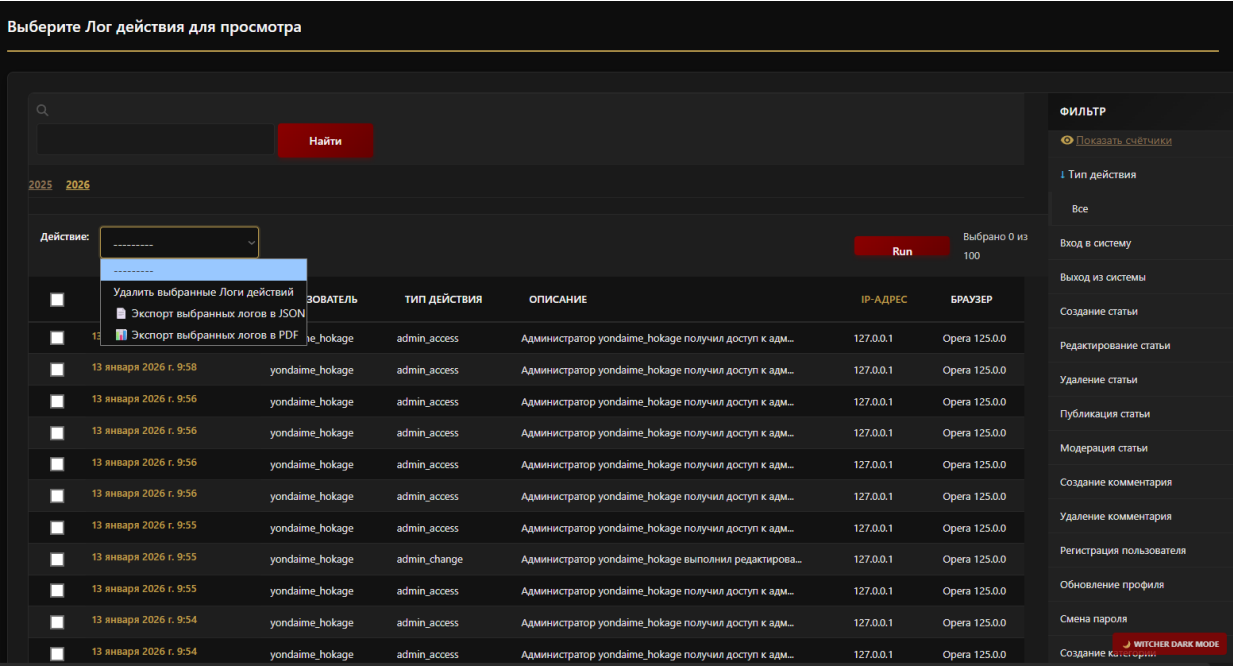 Выберите Лог действия для просмотра
Найти
2025 2026
Действие: ---------
Run
Выбрано 0 из 100
---------
Удалить выбранные Логи действий
Экспорт выбранных логов в JSON
Экспорт выбранных логов в PDF
ТИП ДЕЙСТВИЯ ОПИСАНИЕ IP-АДРЕС БРАУЗЕР
admin_access Администратор yondaime_hokage получил доступ к адм... 127.0.0.1 Opera 125.0.0
13 января 2026 г. 9:58 yondaime_hokage admin_access Администратор yondaime_hokage получил доступ к адм... 127.0.0.1 Opera 125.0.0
13 января 2026 г. 9:56 yondaime_hokage admin_access Администратор yondaime_hokage получил доступ к адм... 127.0.0.1 Opera 125.0.0
13 января 2026 г. 9:56 yondaime_hokage admin_access Администратор yondaime_hokage получил доступ к адм... 127.0.0.1 Opera 125.0.0
13 января 2026 г. 9:56 yondaime_hokage admin_access Администратор yondaime_hokage получил доступ к адм... 127.0.0.1 Opera 125.0.0
13 января 2026 г. 9:56 yondaime_hokage admin_access Администратор yondaime_hokage получил доступ к адм... 127.0.0.1 Opera 125.0.0
13 января 2026 г. 9:55 yondaime_hokage admin_access Администратор yondaime_hokage получил доступ к адм... 127.0.0.1 Opera 125.0.0
13 января 2026 г. 9:55 yondaime_hokage admin_change Администратор yondaime_hokage выполнил редактирова... 127.0.0.1 Opera 125.0.0
13 января 2026 г. 9:55 yondaime_hokage admin_access Администратор yondaime_hokage получил доступ к адм... 127.0.0.1 Opera 125.0.0
13 января 2026 г. 9:54 yondaime_hokage admin_access Администратор yondaime_hokage получил доступ к адм... 127.0.0.1 Opera 125.0.0
13 января 2026 г. 9:54 yondaime_hokage admin_access Администратор yondaime_hokage получил доступ к адм... 127.0.0.1 Opera 125.0.0
ФИЛЬТР
Показать счётчики
↓ Тип действия
Все
Вход в систему
Выход из системы
Создание статьи
Редактирование статьи
Удаление статьи
Публикация статьи
Модерация статьи
Создание комментария
Удаление комментария
Регистрация пользователя
Обновление профиля
Смена пароля
Создание
WITCHER DARK MODE